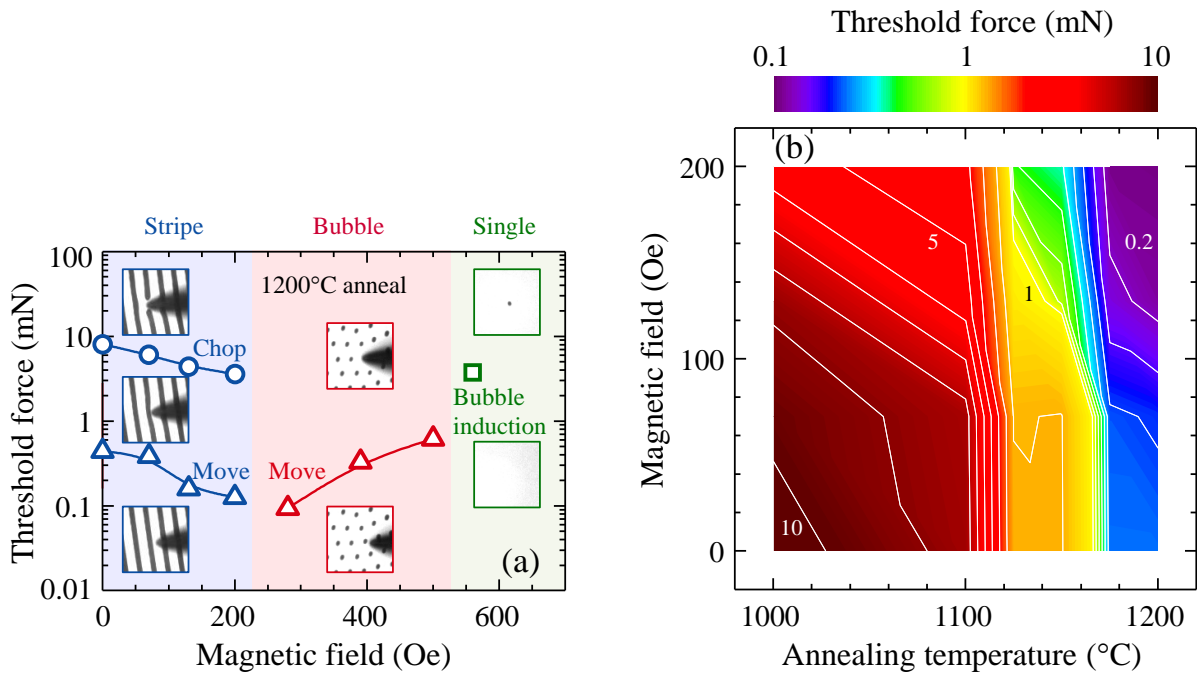 Threshold force (mN)
0.1 1 10
Stripe Bubble Single
100
10
1
0.1
0.01
Threshold force (mN)
1200°C anneal
Chop
Move
Move
Bubble
induction
(a)
0 200 400 600
Magnetic field (Oe)
(b)
200
100
0
Magnetic field (Oe)
5
1
0.2
10
1000 1100 1200
Annealing temperature (°C)